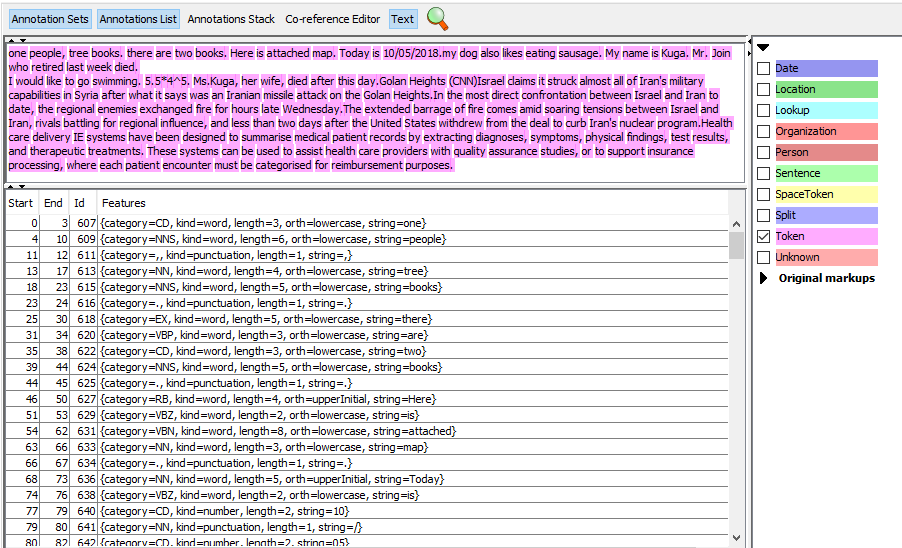 Annotation Sets Annotations List Annotations Stack Co-reference Editor Text
one people, tree books. there are two books. Here is attached map. Today is 10/05/2018.my dog also likes eating sausage. My name is Kuga. Mr. Join
who retired last week died.
I would like to go swimming. 5.5*4^5. Ms.Kuga, her wife, died after this day.Golan Heights (CNN)Israel claims it struck almost all of Iran's military
capabilities in Syria after what it says was an Iranian missile attack on the Golan Heights.In the most direct confrontation between Israel and Iran to
date, the regional enemies exchanged fire for hours late Wednesday.The extended barrage of fire comes amid soaring tensions between Israel and
Iran, rivals battling for regional influence, and less than two days after the United States withdrew from the deal to curb Iran's nuclear program.Health
care delivery IE systems have been designed to summarise medical patient records by extracting diagnoses, symptoms, physical findings, test results,
and therapeutic treatments. These systems can be used to assist health care providers with quality assurance studies, or to support insurance
processing, where each patient encounter must be categorised for reimbursement purposes.
Start End Id Features
0 3 607 {category=CD, kind=word, length=3, orth=lowercase, string=one}
4 10 609 {category=NNS, kind=word, length=6, orth=lowercase, string=people}
11 12 611 {category=,, kind=punctuation, length=1, string=,}
13 17 613 {category=NN, kind=word, length=4, orth=lowercase, string=tree}
18 23 615 {category=NNS, kind=word, length=5, orth=lowercase, string=books}
23 24 616 {category=., kind=punctuation, length=1, string=.}
25 30 618 {category=EX, kind=word, length=5, orth=lowercase, string=there}
31 34 620 {category=VBP, kind=word, length=3, orth=lowercase, string=are}
35 38 622 {category=CD, kind=word, length=3, orth=lowercase, string=two}
39 44 624 {category=NNS, kind=word, length=5, orth=lowercase, string=books}
44 45 625 {category=., kind=punctuation, length=1, string=.}
46 50 627 {category=RB, kind=word, length=4, orth=upperInitial, string=Here}
51 53 629 {category=VBZ, kind=word, length=2, orth=lowercase, string=is}
54 62 631 {category=VBN, kind=word, length=8, orth=lowercase, string=attached}
63 66 633 {category=NN, kind=word, length=3, orth=lowercase, string=map}
66 67 634 {category=., kind=punctuation, length=1, string=.}
68 73 636 {category=NN, kind=word, length=5, orth=upperInitial, string=Today}
74 76 638 {category=VBZ, kind=word, length=2, orth=lowercase, string=is}
77 79 640 {category=CD, kind=number, length=2, string=10}
79 80 641 {category=NN, kind=punctuation, length=1, string=/}
80 82 642 {category=CD, kind=number, length=2, string=05}
Date
Location
Lookup
Organization
Person
Sentence
SpaceToken
Split
Token
Unknown
Original markups